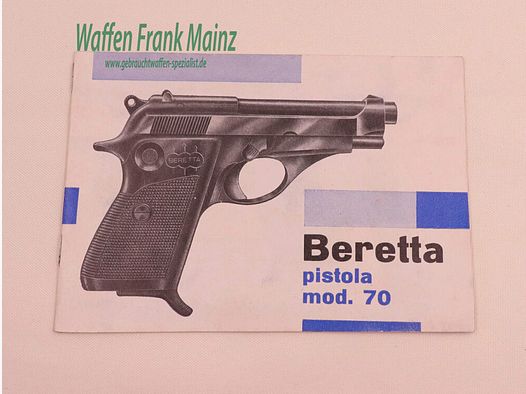 Waffen Frank Mainz
www.gebrauchtwaffen-spezialist.de
BERETTA
Beretta
pistola
mod. 70